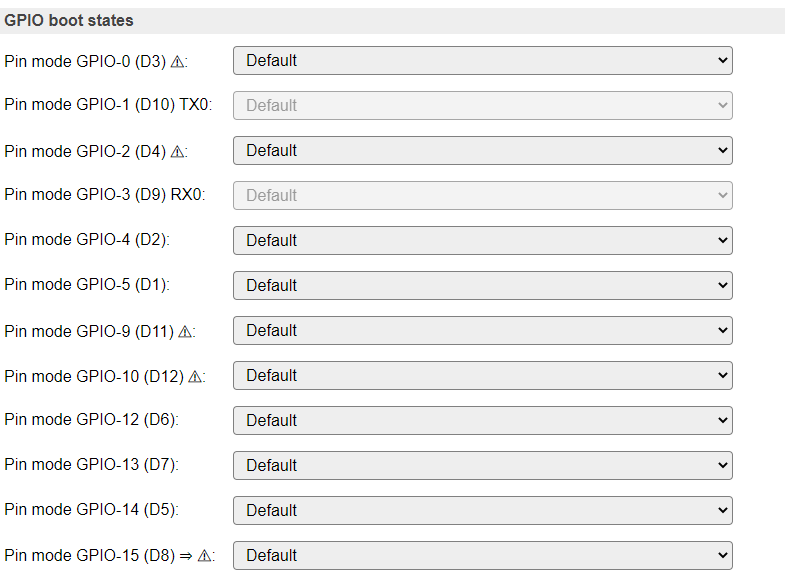 GPIO boot states
Pin mode GPIO-0 (D3) ⚠: Default
Pin mode GPIO-1 (D10) TX0: Default
Pin mode GPIO-2 (D4) ⚠: Default
Pin mode GPIO-3 (D9) RX0: Default
Pin mode GPIO-4 (D2): Default
Pin mode GPIO-5 (D1): Default
Pin mode GPIO-9 (D11) ⚠: Default
Pin mode GPIO-10 (D12) ⚠: Default
Pin mode GPIO-12 (D6): Default
Pin mode GPIO-13 (D7): Default
Pin mode GPIO-14 (D5): Default
Pin mode GPIO-15 (D8) ⇒ ⚠: Default